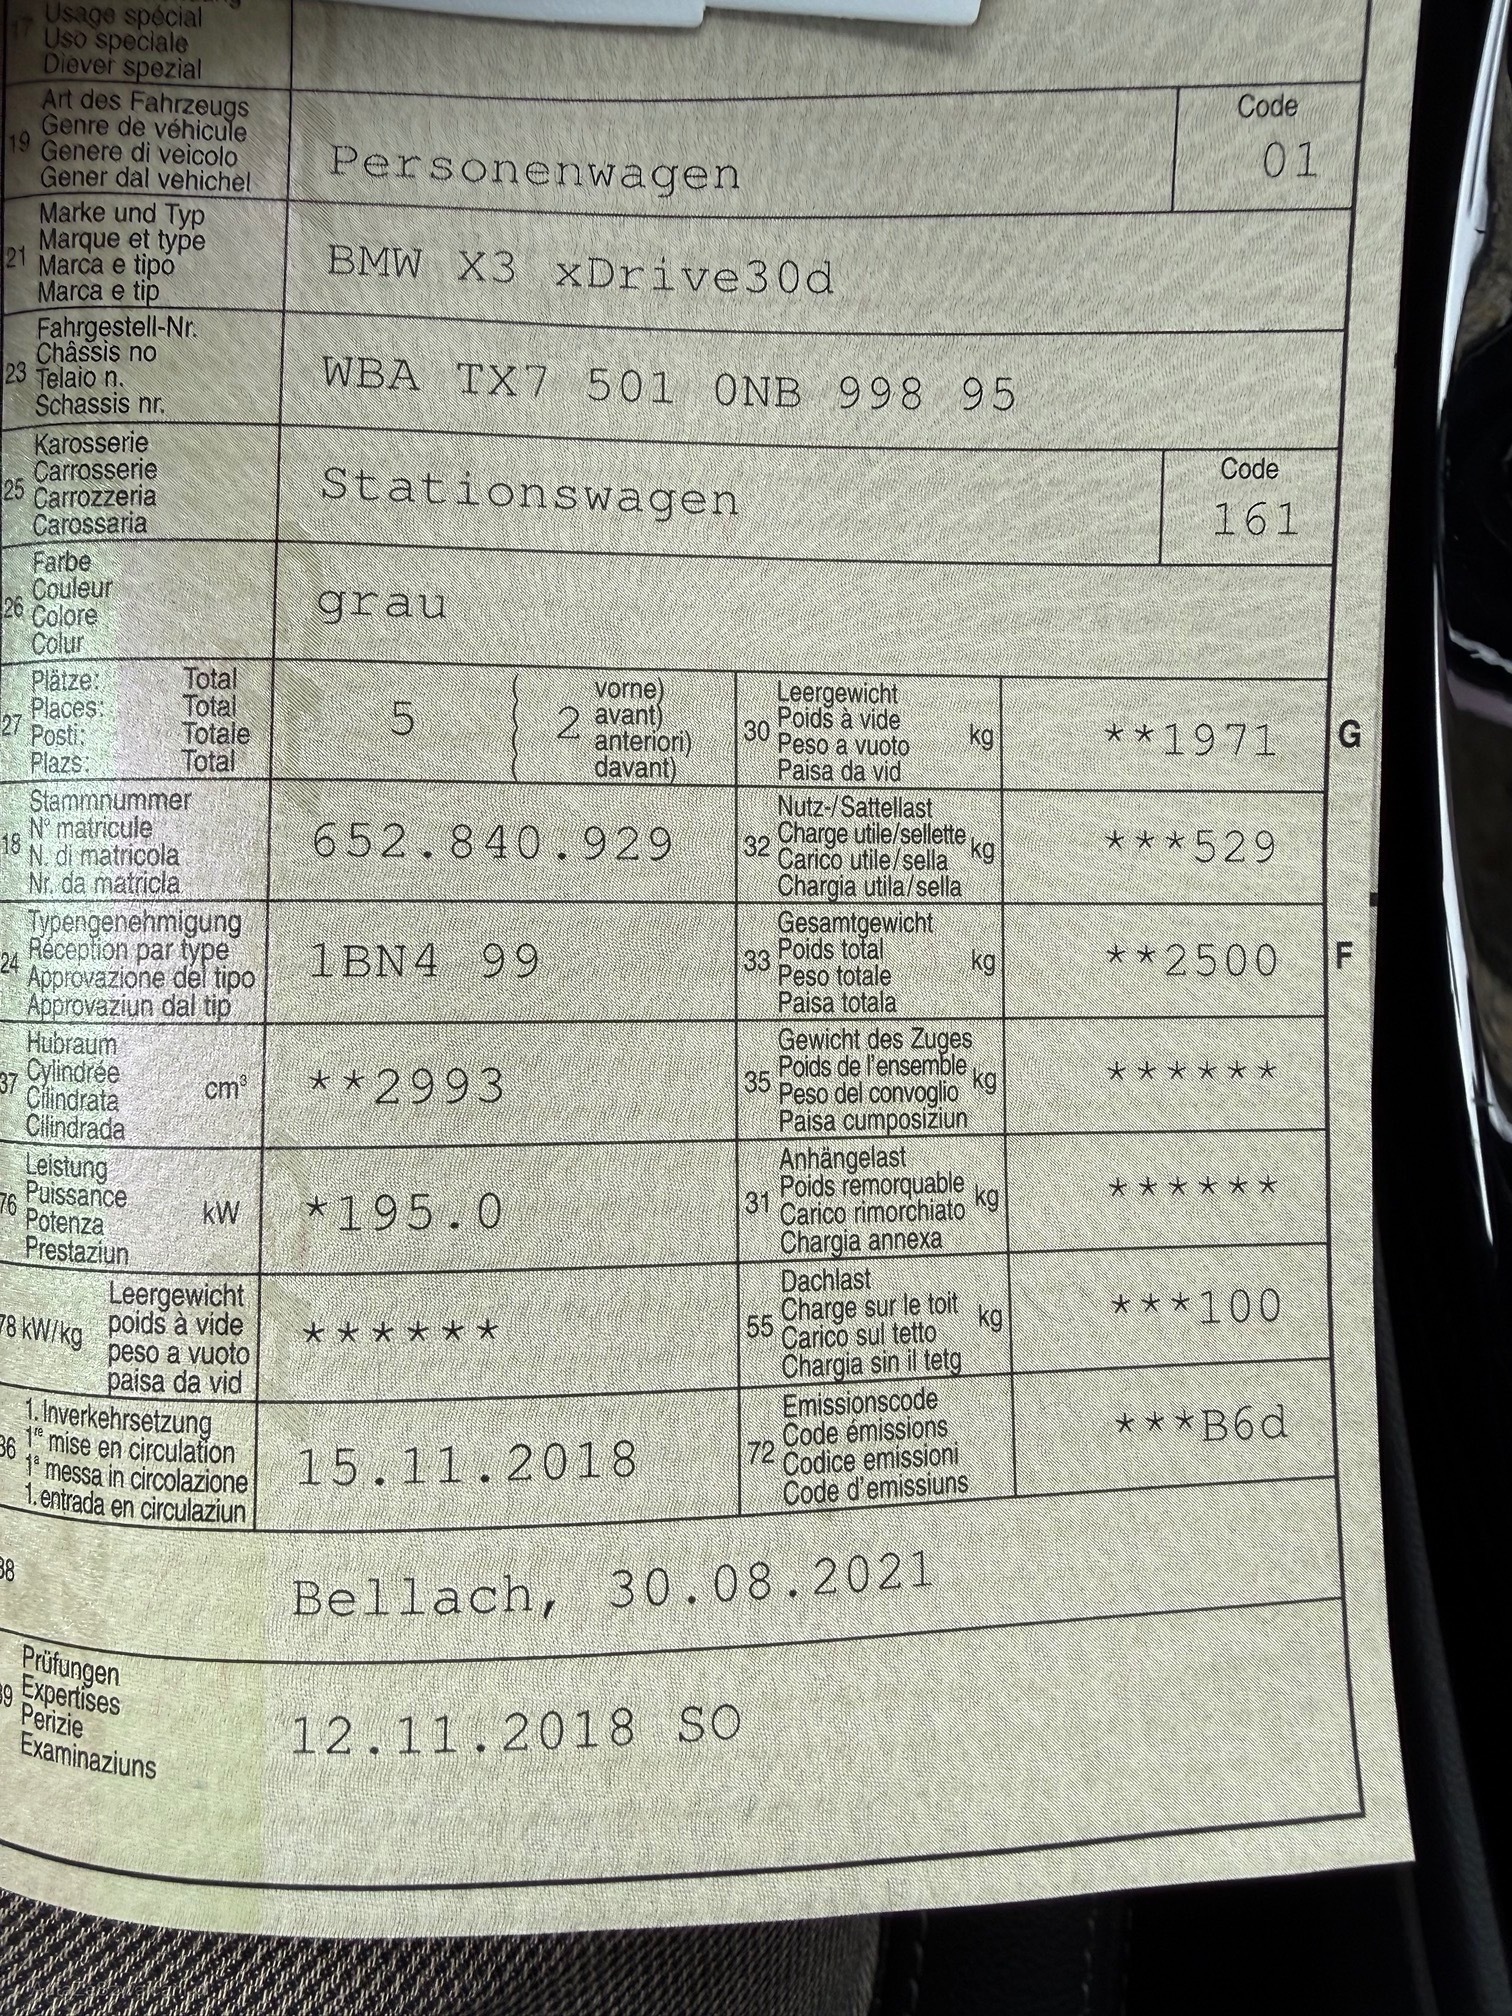 17 Usage spécial
Uso speciale
Diever spezial
19 Art des Fahrzeugs
Genre de véhicule
Genere di veicolo
Gener dal vehichel
Personenwagen
Code
01
21 Marke und Typ
Marque et type
Marca e tipo
Marca e tip
BMW X3 xDrive30d
23 Fahrgestell-Nr.
Châssis no
Telaio n.
Schassis nr.
WBA TX7 501 0NB 998 95
25 Karosserie
Carrosserie
Carrozzeria
Carossaria
Stationswagen
Code
161
26 Farbe
Couleur
Colore
Colur
grau
27 Plätze: Total
Places: Total
Posti: Totale
Plazs: Total
5
2 vorne)
avant)
anteriori)
davant)
30 Leergewicht
Poids à vide
Peso a vuoto
Paisa da vid
kg
**1971
G
18 Stammnummer
N° matricule
N. di matricola
Nr. da matricla
652.840.929
32 Nutz-/Sattellast
Charge utile/sellette
Carico utile/sella
Chargia utila/sella
kg
***529
24 Typengenehmigung
Réception par type
Approvazione del tipo
Approvaziun dal tip
1BN4 99
33 Gesamtgewicht
Poids total
Peso totale
Paisa totala
kg
**2500
F
37 Hubraum
Cylindrée
Cilindrata
Cilindrada
cm³
**2993
35 Gewicht des Zuges
Poids de l'ensemble
Peso del convoglio
Paisa cumposiziun
kg
******
76 Leistung
Puissance
Potenza
Prestaziun
kW
*195.0
31 Anhängelast
Poids remorquable
Carico rimorchiato
Chargia annexa
kg
******
78 kW/kg
Leergewicht
poids à vide
peso a vuoto
paisa da vid
******
55 Dachlast
Charge sur le toit
Carico sul tetto
Chargia sin il tetg
kg
***100
36 1. Inverkehrsetzung
1re mise en circulation
1a messa in circolazione
1. entrada en circulaziun
15.11.2018
72 Emissionscode
Code émissions
Codice emissioni
Code d'emissiuns
***B6d
38
Bellach, 30.08.2021
39 Prüfungen
Expertises
Perizie
Examinaziuns
12.11.2018 SO